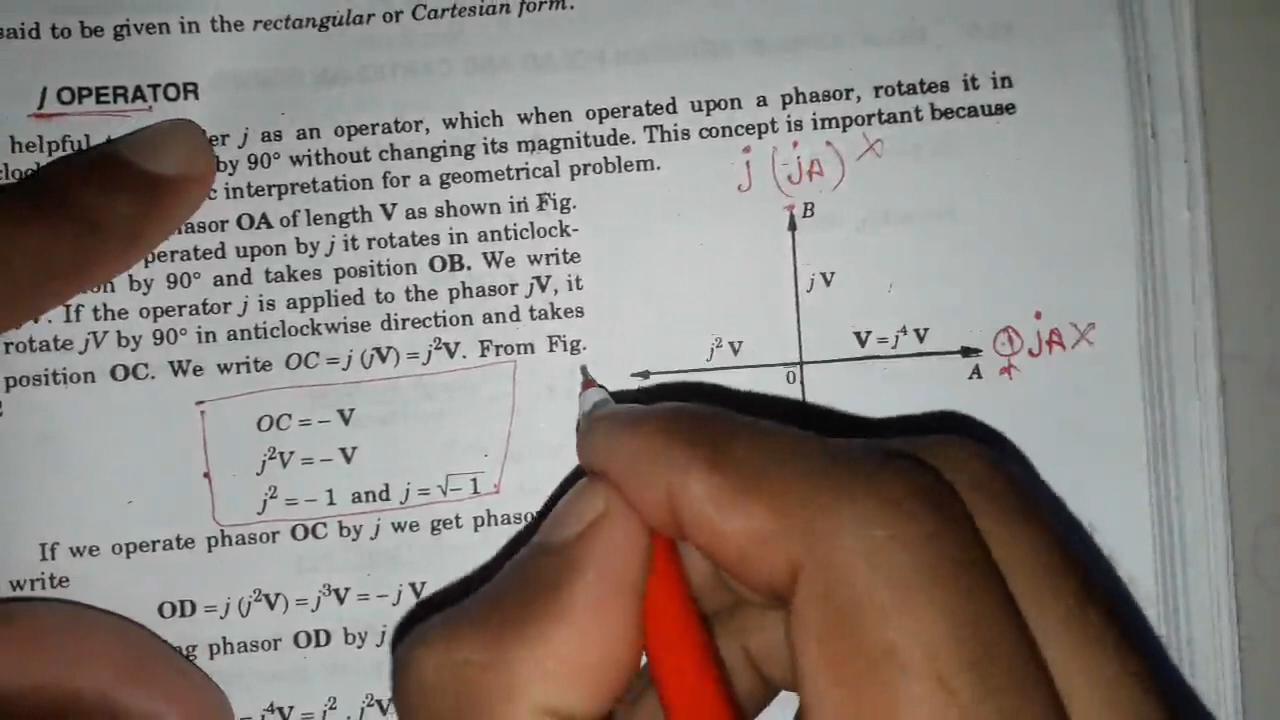 said to be given in the rectangular or Cartesian form.
j OPERATOR
helpful j as an operator, which when operated upon a phasor, rotates it in
by 90° without changing its magnitude. This concept is important because
interpretation for a geometrical problem.
OA of length V as shown in Fig.
upon by j it rotates in anticlock-
by 90° and takes position OB. We write
If the operator j is applied to the phasor jV, it
rotate jV by 90° in anticlockwise direction and takes
position OC. We write OC = j (jV) = j²V. From Fig.
OC = – V
j²V = – V
j² = – 1 and j = √–1
If we operate phasor OC by j we get
write
OD = j (j²V) = j³V = – j V
phasor OD by j
j⁴V = j² . j²V
j (jA) X
B
j V
j² V
V = j⁴ V
0
A
jA X